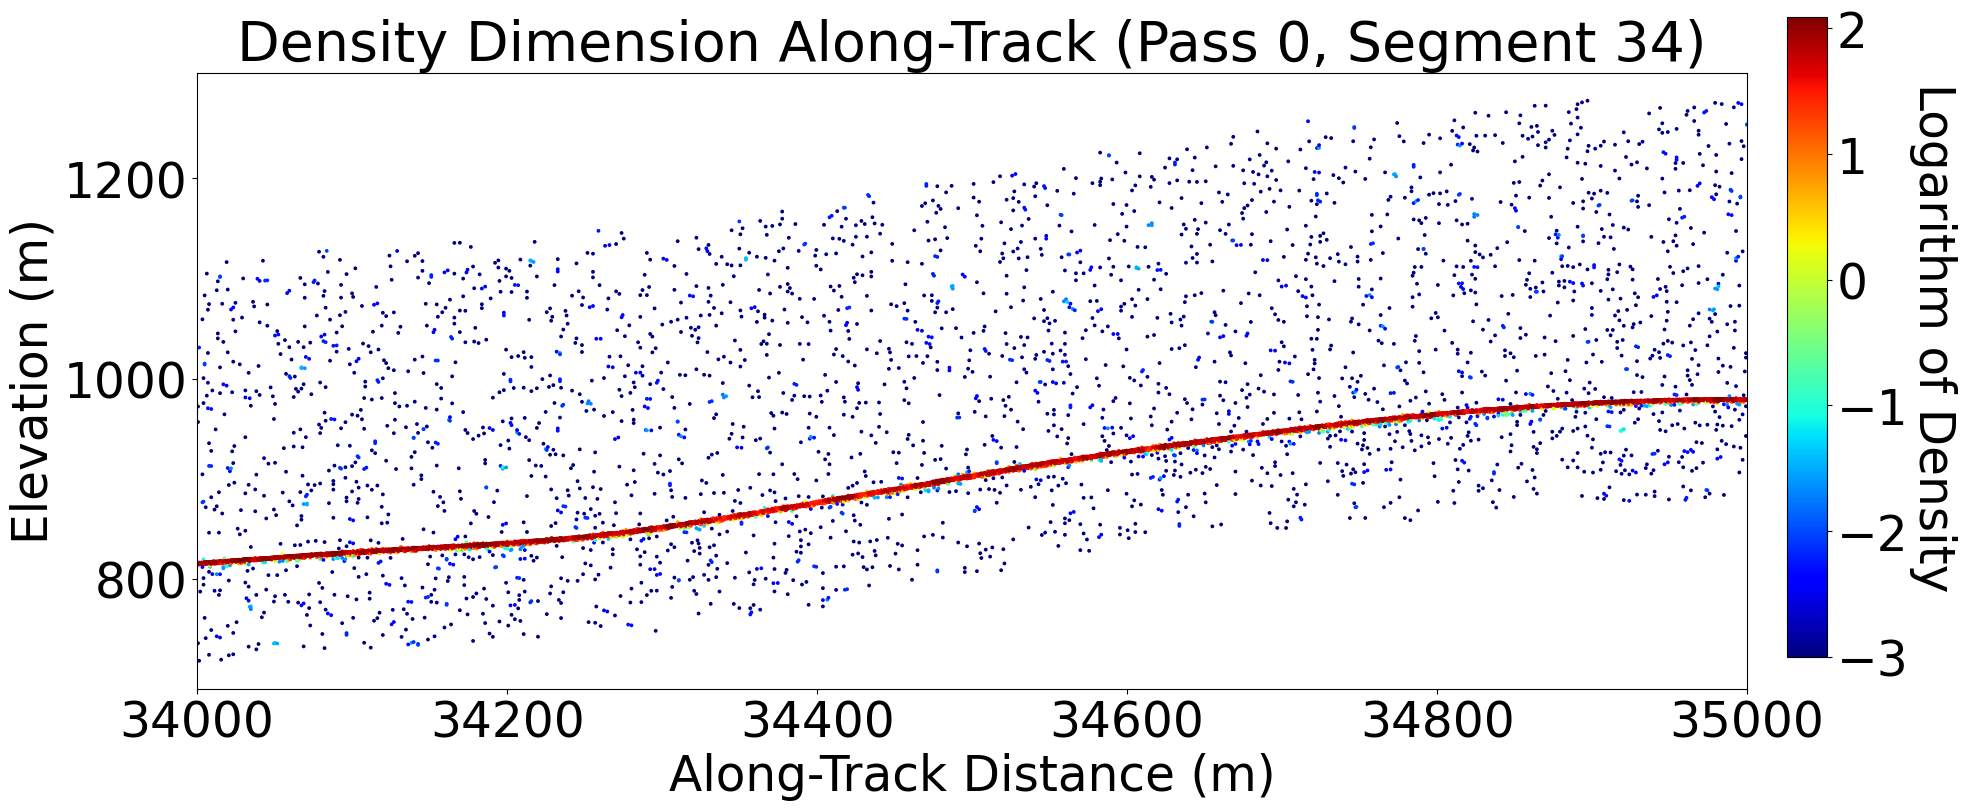 Density Dimension Along-Track (Pass 0, Segment 34)
Elevation (m)
1200
1000
800
34000 34200 34400 34600 34800 35000
Along-Track Distance (m)
2
1
0
−1
−2
−3
Logarithm of Density